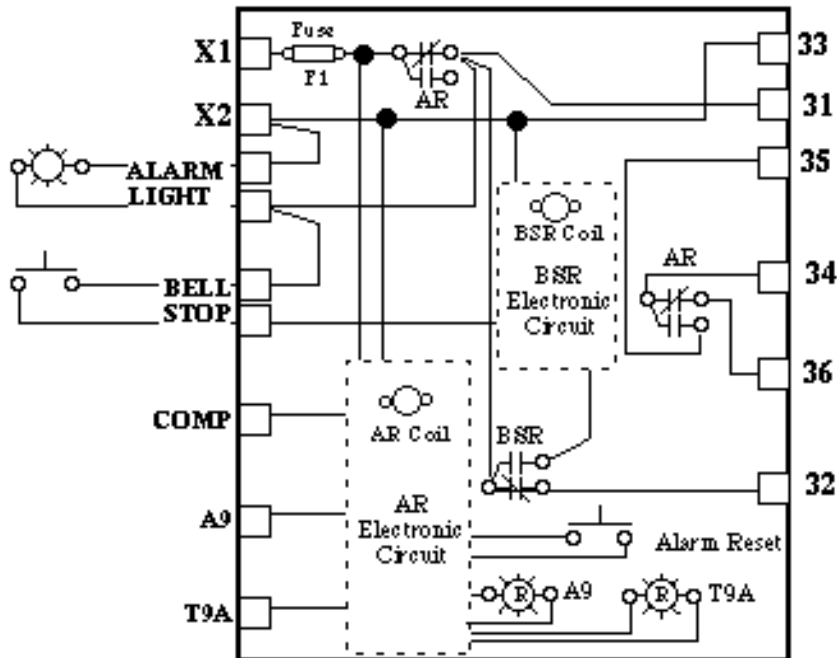 X1
Fuse
F1
AR
33
X2
31
ALARM
LIGHT
35
BSR Coil
BSR
Electronic
Circuit
AR
34
BELL
STOP
36
COMP
AR Coil
BSR
32
A9
AR
Electronic
Circuit
Alarm Reset
T9A
R
A9
R
T9A